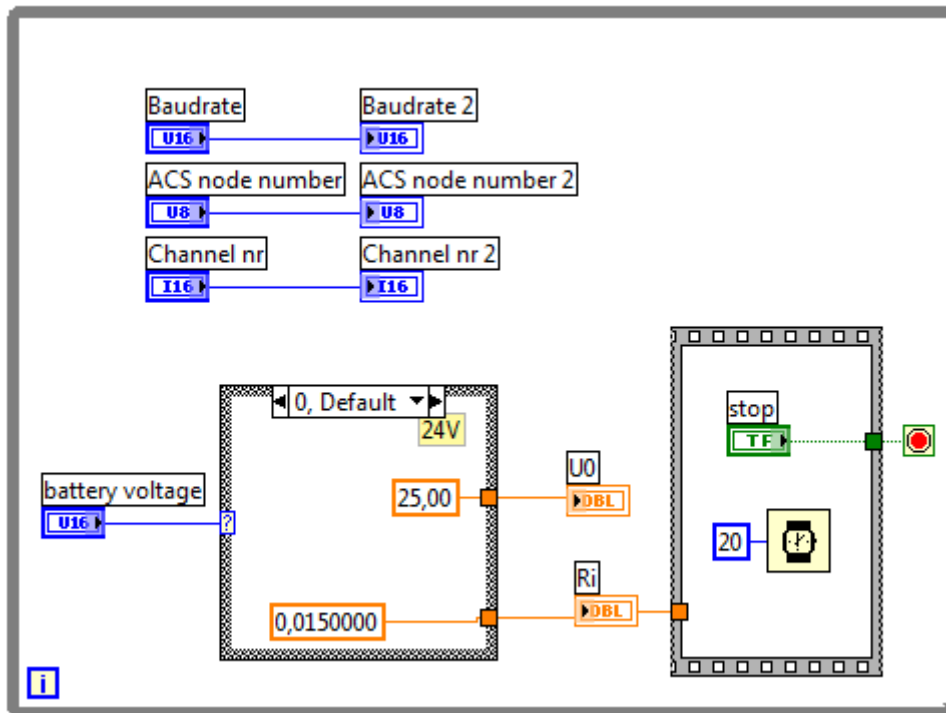 Baudrate
U16
Baudrate 2
U16
ACS node number
U8
ACS node number 2
U8
Channel nr
I16
Channel nr 2
I16
0, Default
24V
battery voltage
U16
?
25,00
0,0150000
U0
DBL
Ri
DBL
stop
TF
20
i